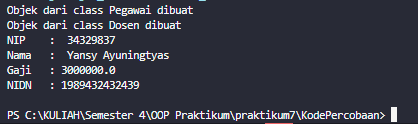 Objek dari class Pegawai dibuat
Objek dari class Dosen dibuat
NIP   :  34329837
Nama  :  Yansy Ayuningtyas
Gaji : 3000000.0
NIDN  : 1989432432439
PS C:\KULIAH\Semester 4\OOP Praktikum\praktikum7\KodePercobaan>